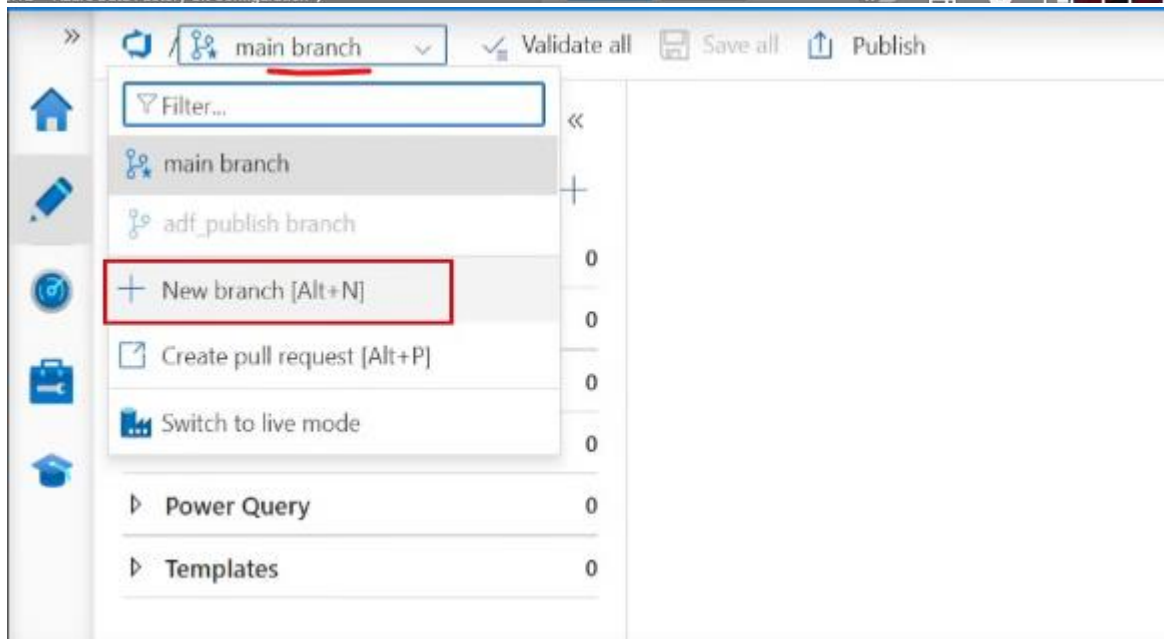 main branch
Validate all
Save all
Publish
Filter...
main branch
adf_publish branch
0
New branch [Alt+N]
0
Create pull request [Alt+P]
0
Switch to live mode
0
Power Query 0
Templates 0